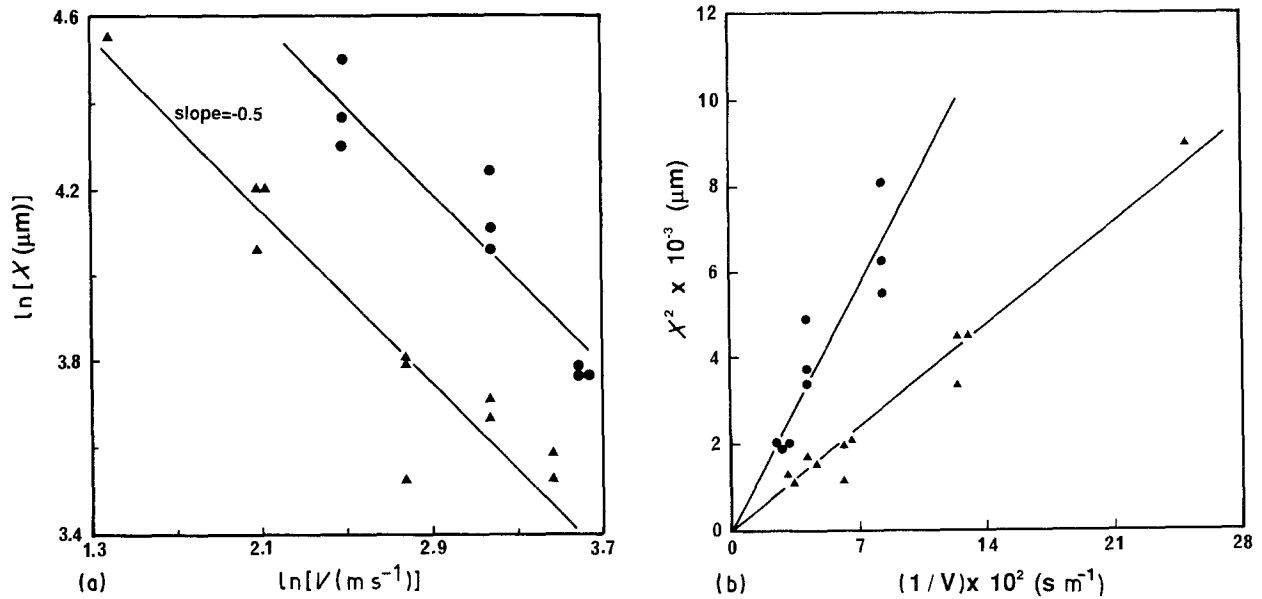 4.6
4.2
3.8
3.4
1.3 2.1 2.9 3.7
ln[X(μm)]
slope=-0.5
(a) ln[V(m s⁻¹)]
12
10
8
6
4
2
0
0 7 14 21 28
X² x 10⁻³ (μm)
(b) (1/V)x 10² (s m⁻¹)